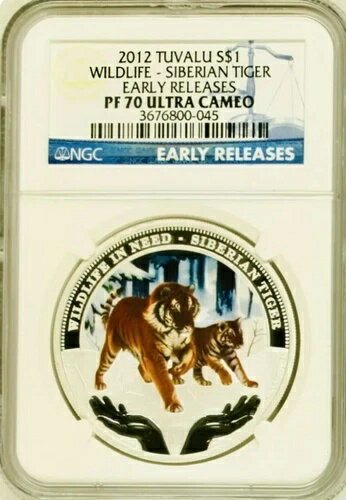 2012 TUVALU S$1
WILDLIFE - SIBERIAN TIGER
EARLY RELEASES
PF 70 ULTRA CAMEO
3676800-045
NGC EARLY RELEASES
WILDLIFE IN NEED - SIBERIAN TIGER